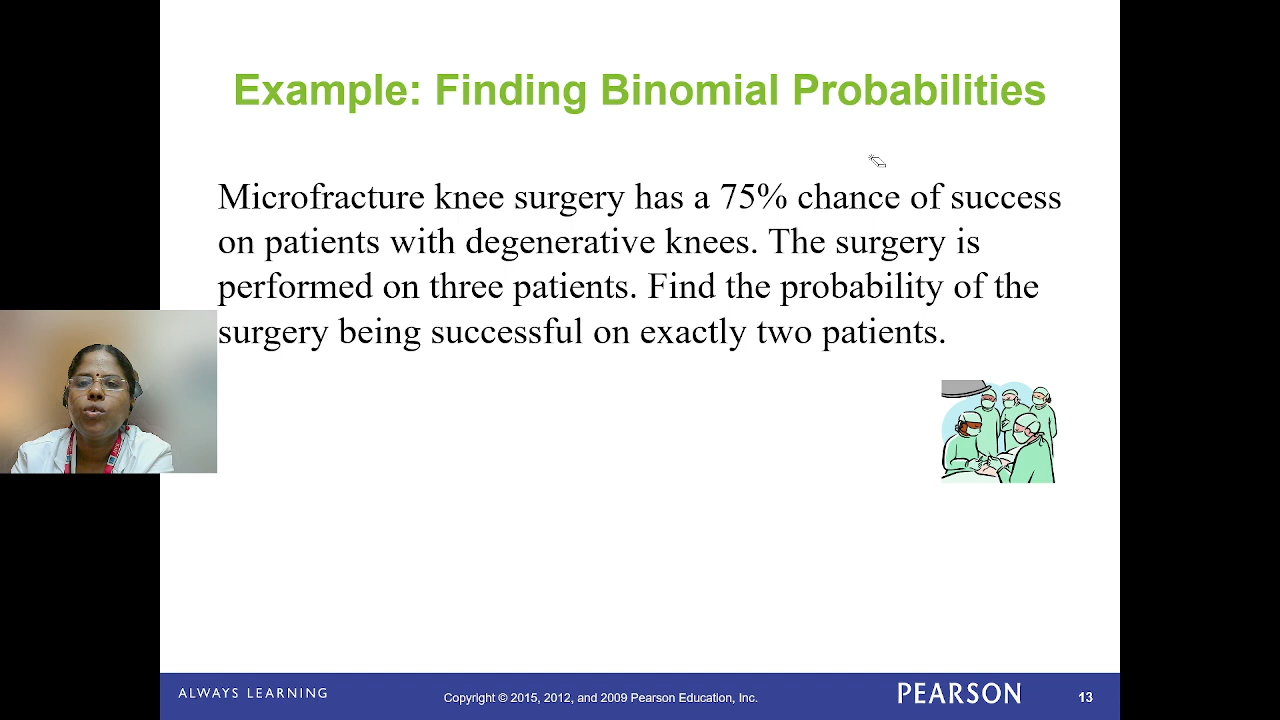 Example: Finding Binomial Probabilities
Microfracture knee surgery has a 75% chance of success
on patients with degenerative knees. The surgery is
performed on three patients. Find the probability of the
surgery being successful on exactly two patients.
ALWAYS LEARNING
Copyright © 2015, 2012, and 2009 Pearson Education, Inc.
PEARSON
13